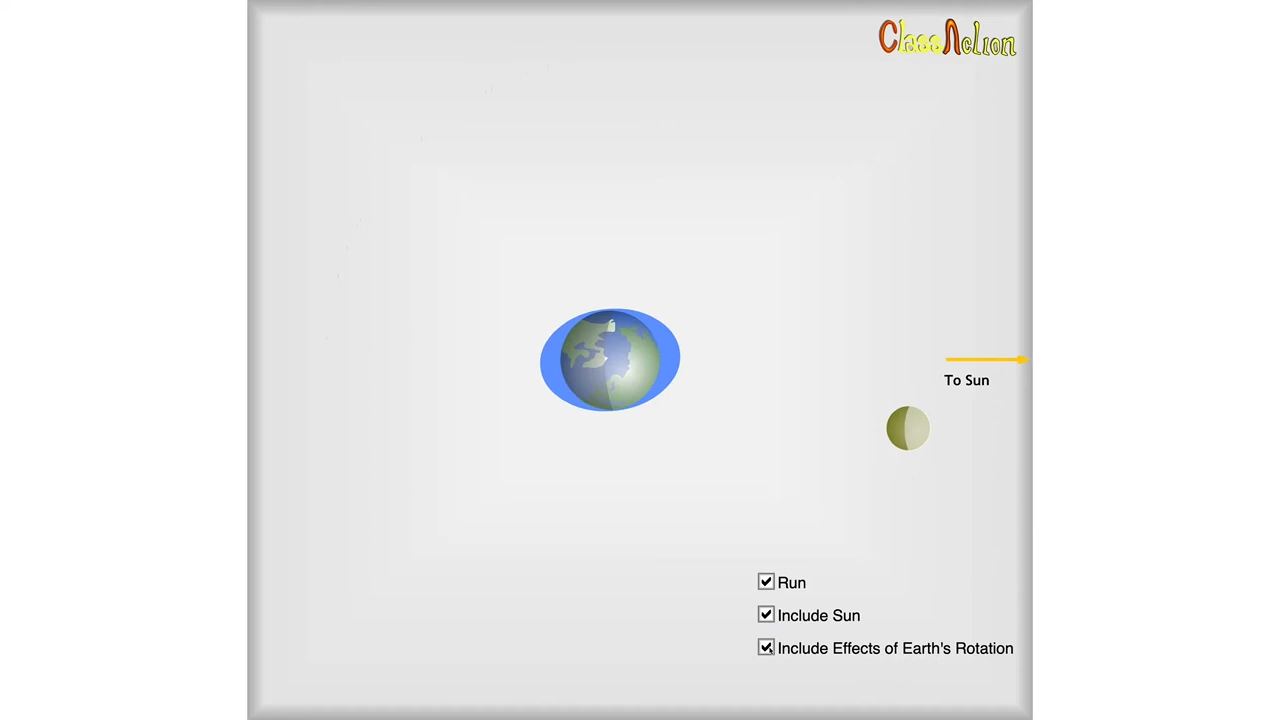 ClassAction
To Sun
Run
Include Sun
Include Effects of Earth's Rotation